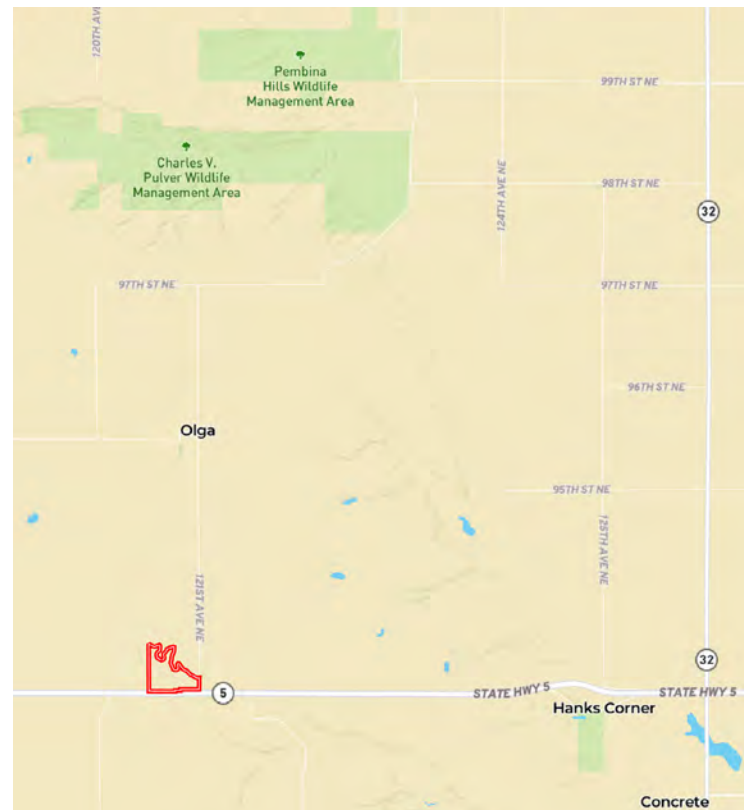 120TH AVE
Pembina
Hills Wildlife
Management Area
99TH ST NE
Charles V.
Pulver Wildlife
Management Area
124TH AVE NE
98TH ST NE
32
97TH ST NE
97TH ST NE
96TH ST NE
Olga
95TH ST NE
121ST AVE NE
125TH AVE NE
32
5
STATE HWY 5
STATE HWY 5
Hanks Corner
Concrete